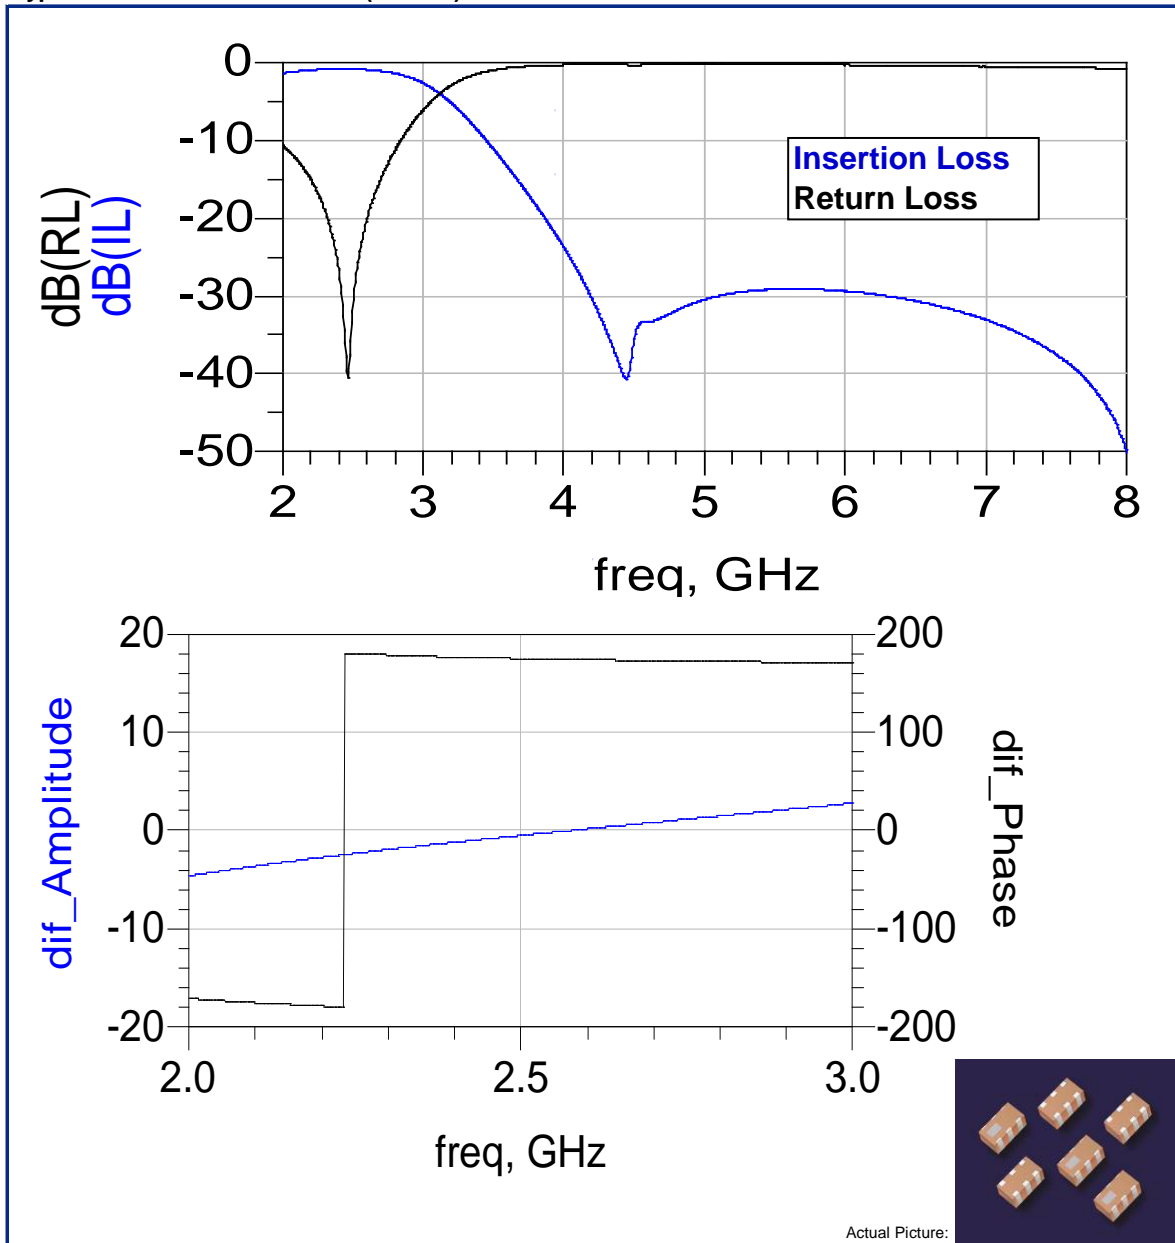 0
-10
-20
-30
-40
-50
dB(RL)
dB(IL)
Insertion Loss
Return Loss
2 3 4 5 6 7 8
freq, GHz
20
10
0
-10
-20
dif_Amplitude
200
100
0
-100
-200
dif_Phase
2.0 2.5 3.0
freq, GHz
Actual Picture: